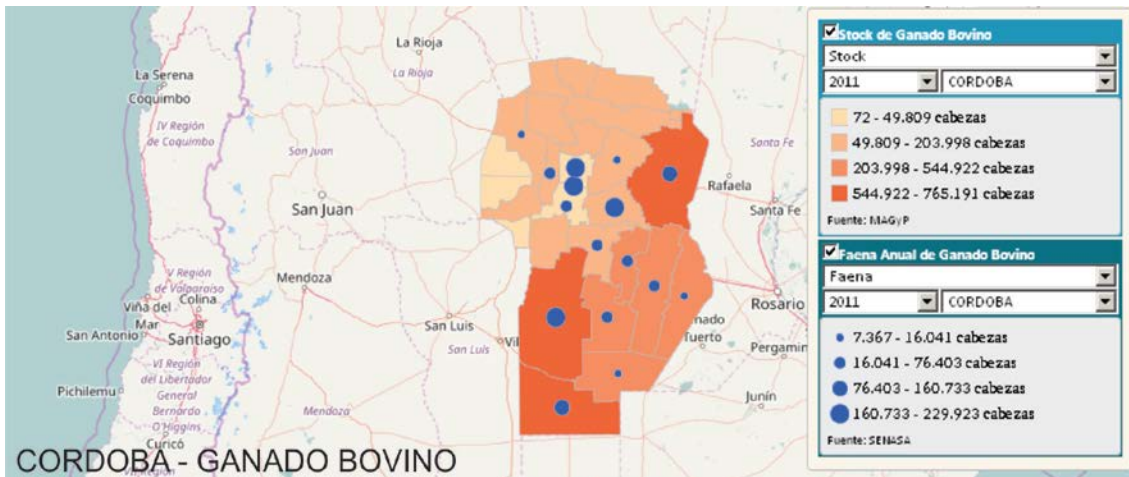 La Rioja
La Rioja
La Serena
Coquimbo
IV Región
de Coquimbo
San Juan
San Juan
Santa Fe
Rafaela
Santa Fe
V Región
de Valparaíso
Viña del
Mar
Colina
San Antonio
Santiago
Mendoza
San Luis
San Luis
Rosario
Tuerto
Pergamin
VI Región
del Libertador
General
Bernardo
O'Higgins
Pichilemu
Mendoza
Junín
Curicó
CORDOBA - GANADO BOVINO
Stock de Ganado Bovino
Stock
2011 CORDOBA
72 - 49.809 cabezas
49.809 - 203.998 cabezas
203.998 - 544.922 cabezas
544.922 - 765.191 cabezas
Fuente: MAGyP
Faena Anual de Ganado Bovino
Faena
2011 CORDOBA
7.367 - 16.041 cabezas
16.041 - 76.403 cabezas
76.403 - 160.733 cabezas
160.733 - 229.923 cabezas
Fuente: SENASA